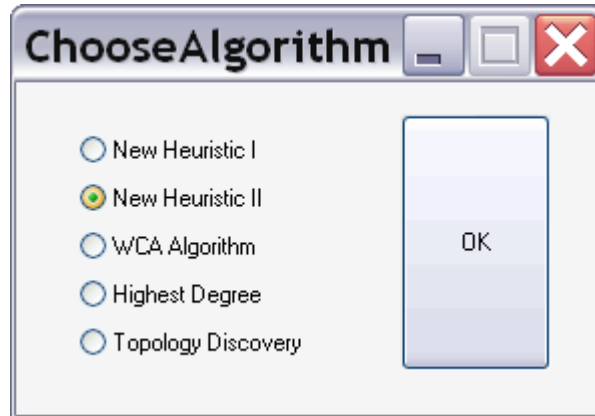 ChooseAlgorithm
New Heuristic I
New Heuristic II
WCA Algorithm
Highest Degree
Topology Discovery
OK